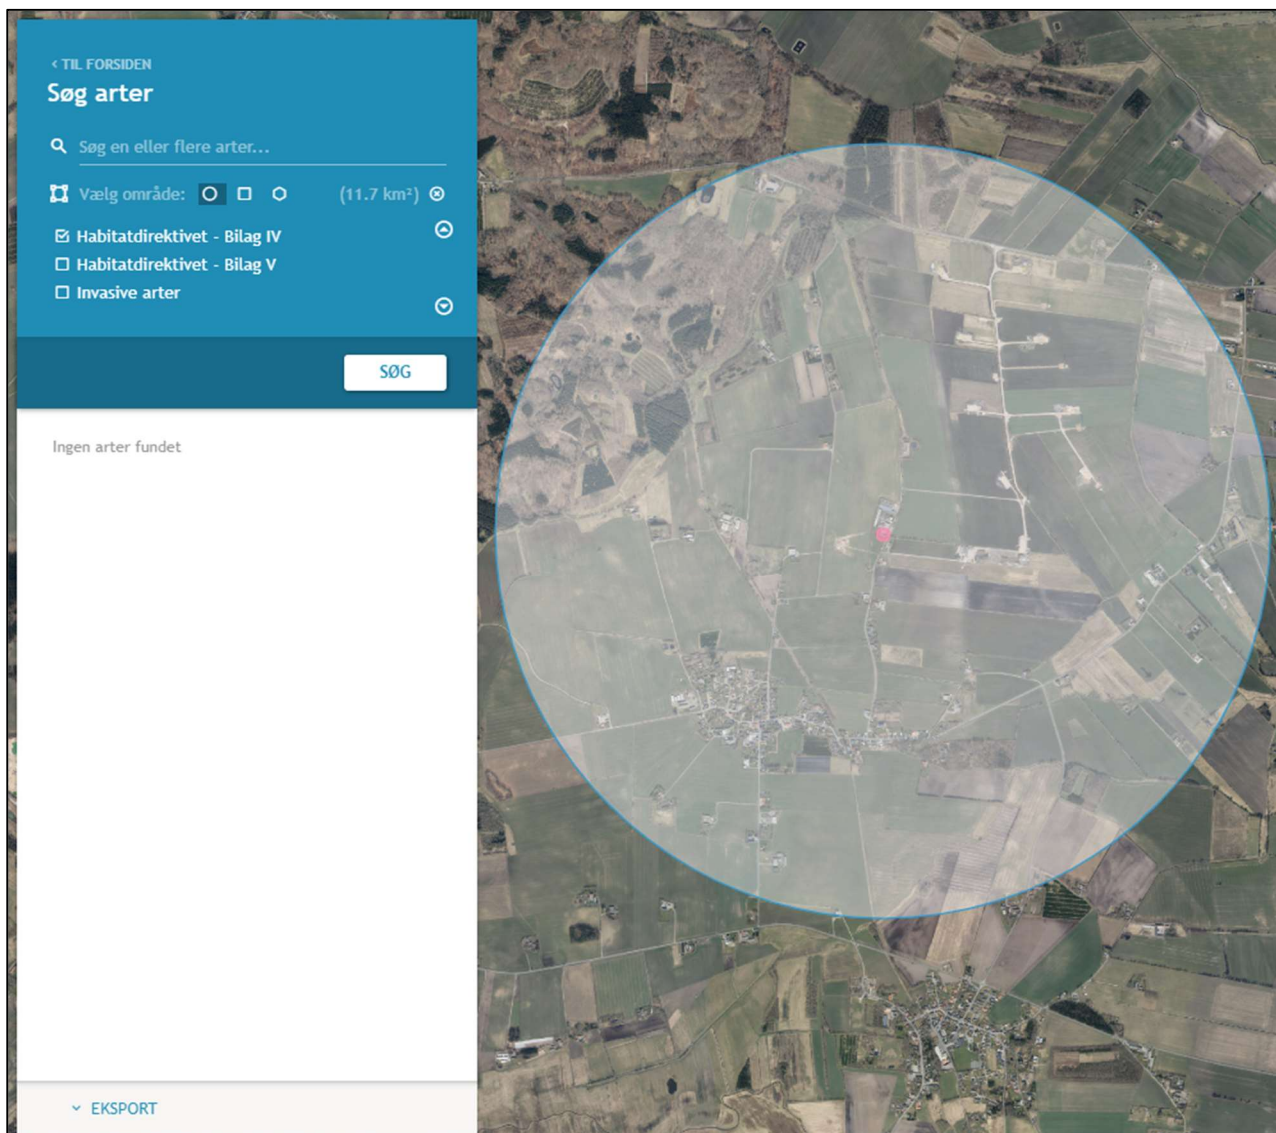 < TIL FORSIDEN
Søg arter
Søg en eller flere arter...
Vælg område: (11.7 km²)
Habitatdirektivet - Bilag IV
Habitatdirektivet - Bilag V
Invasive arter
SØG
Ingen arter fundet
EKSPORT